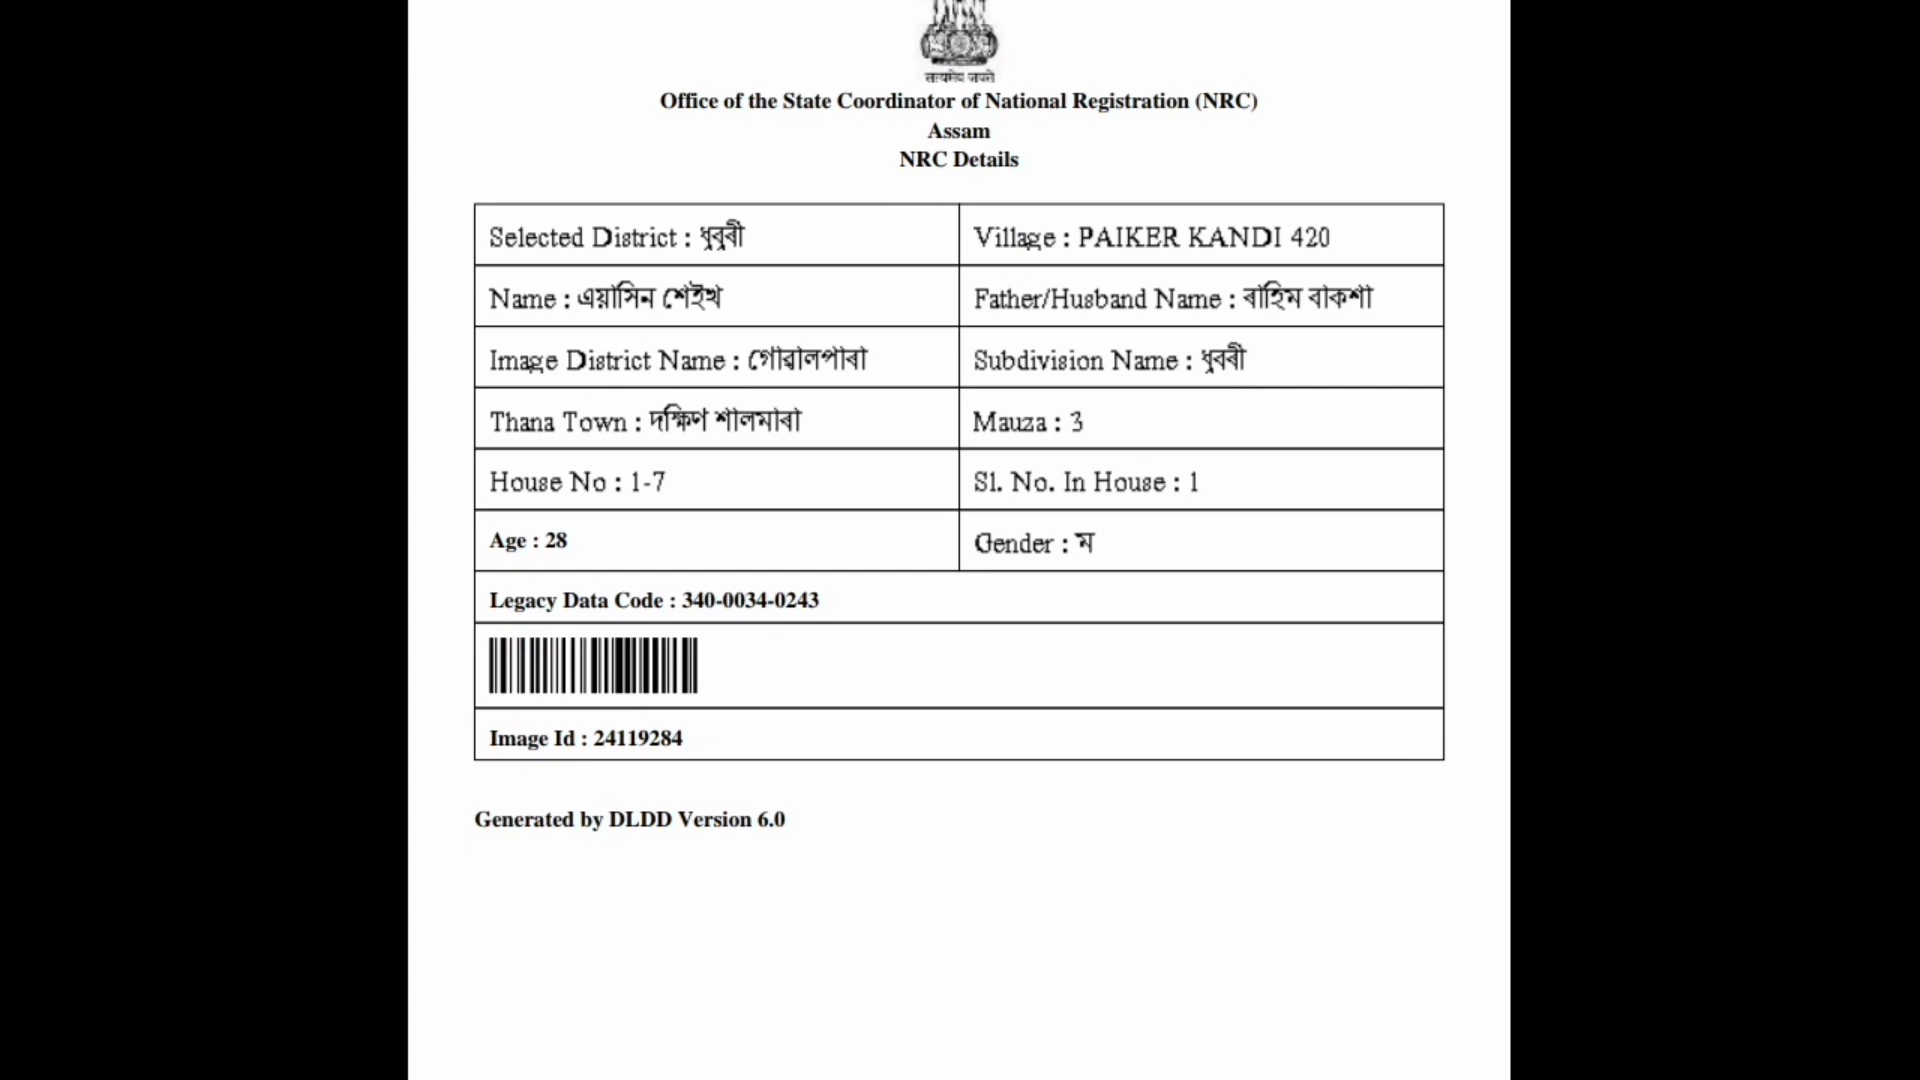 सत्यमेव जयते
Office of the State Coordinator of National Registration (NRC)
Assam
NRC Details
Selected District : ধুবুৰী
Village : PAIKER KANDI 420
Name : এয়াসিন শেইখ
Father/Husband Name : ৰাহিম বাকশা
Image District Name : গোৱালপাৰা
Subdivision Name : ধুবৰী
Thana Town : দক্ষিণ শালমাৰা
Mauza : 3
House No : 1-7
Sl. No. In House : 1
Age : 28
Gender : ম
Legacy Data Code : 340-0034-0243
Image Id : 24119284
Generated by DLDD Version 6.0